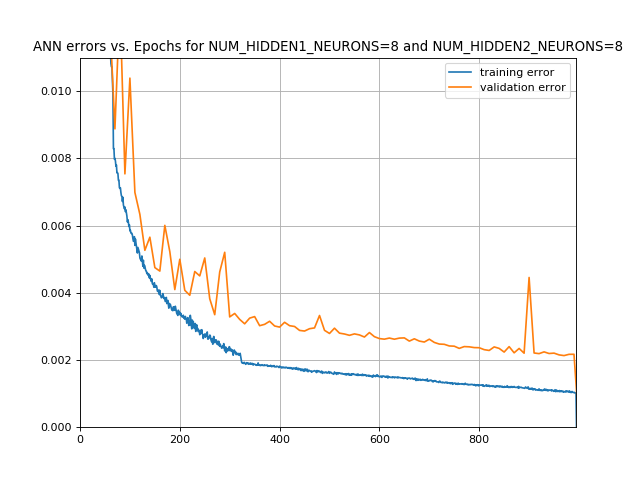 ANN errors vs. Epochs for NUM_HIDDEN1_NEURONS=8 and NUM_HIDDEN2_NEURONS=8
training error
validation error
0.010
0.008
0.006
0.004
0.002
0.000
0 200 400 600 800